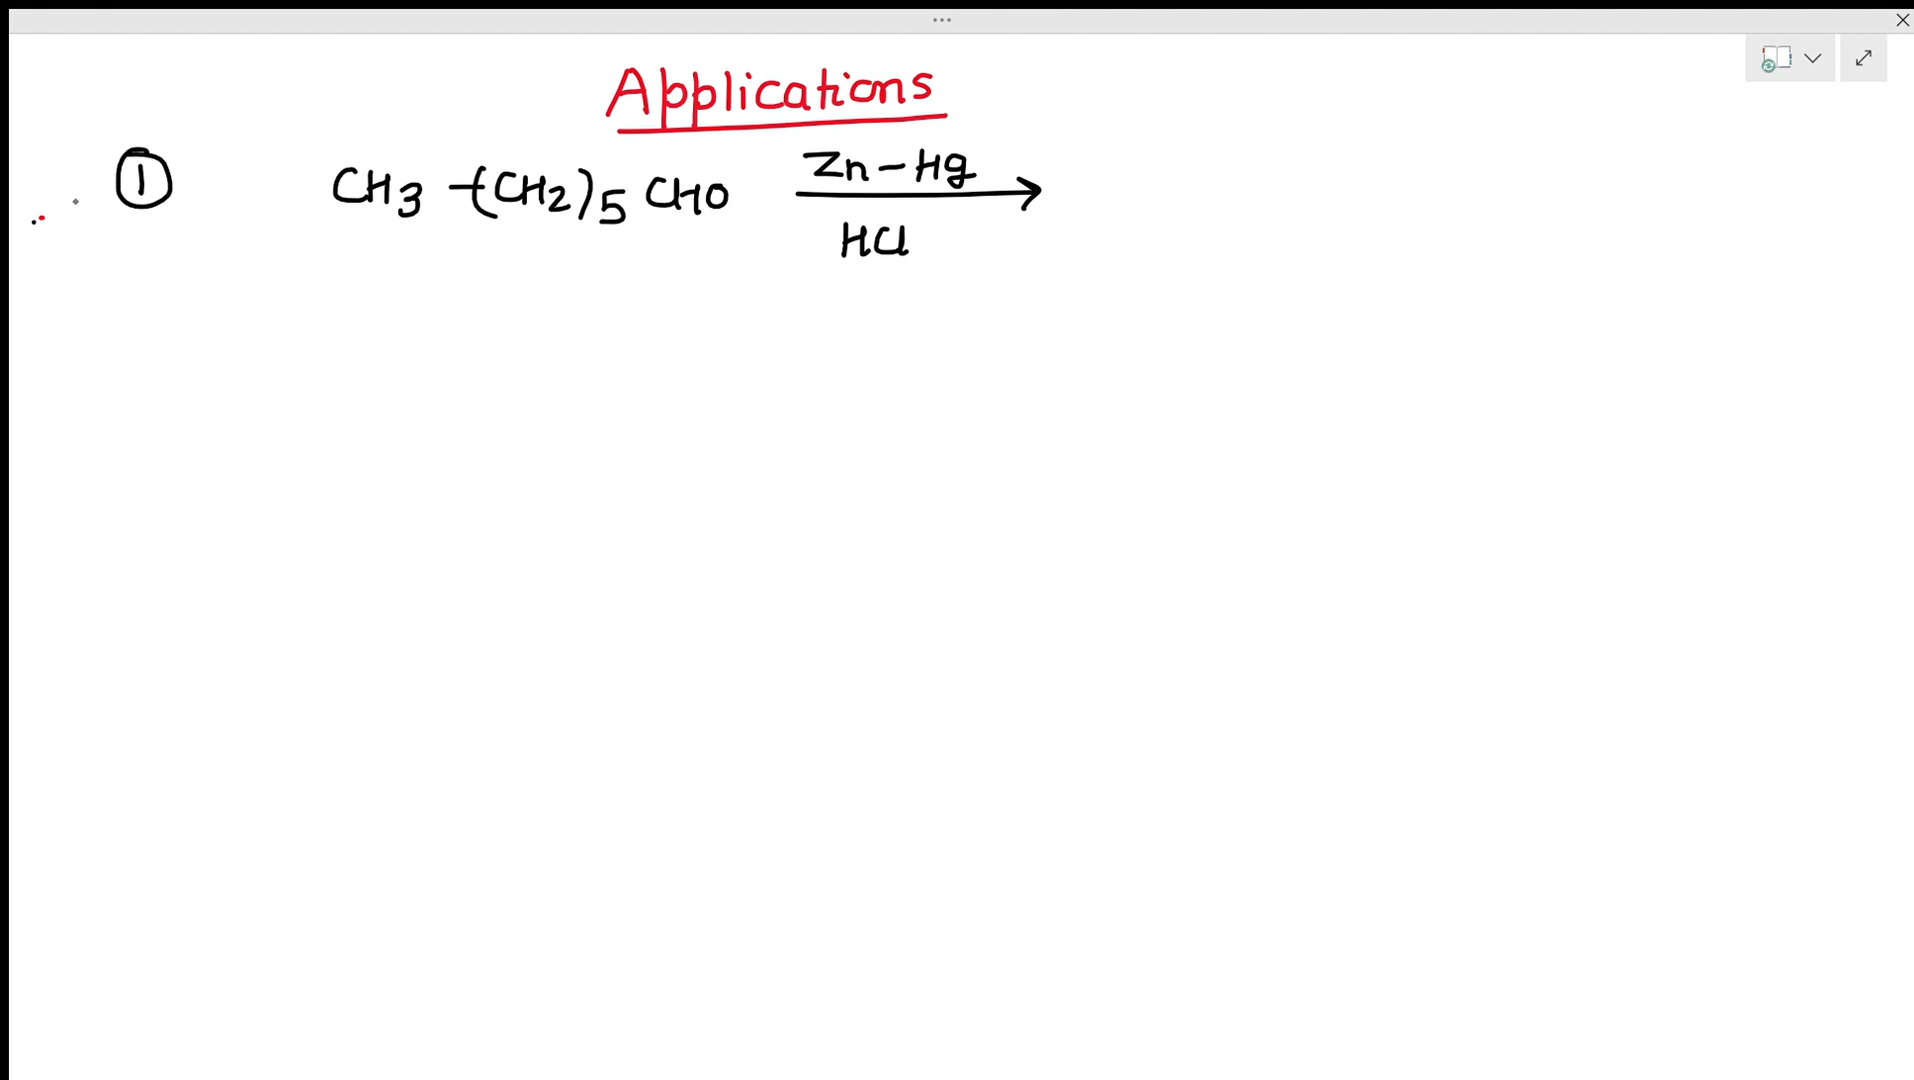 Applications
① CH3 -(CH2)5 CHO Zn-Hg
HCl